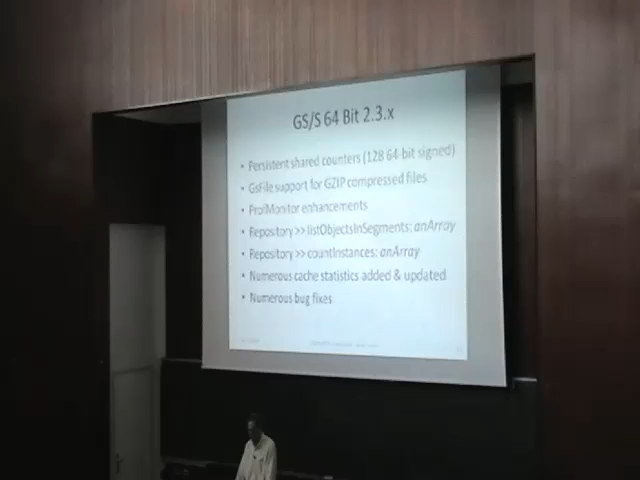 GS/S 64 Bit 2.3.x
• Persistent shared counters (128 64-bit signed)
• GsFile support for GZIP compressed files
• ProfMonitor enhancements
• Repository >> listObjectsInSegments: anArray
• Repository >> countInstances: anArray
• Numerous cache statistics added & updated
• Numerous bug fixes